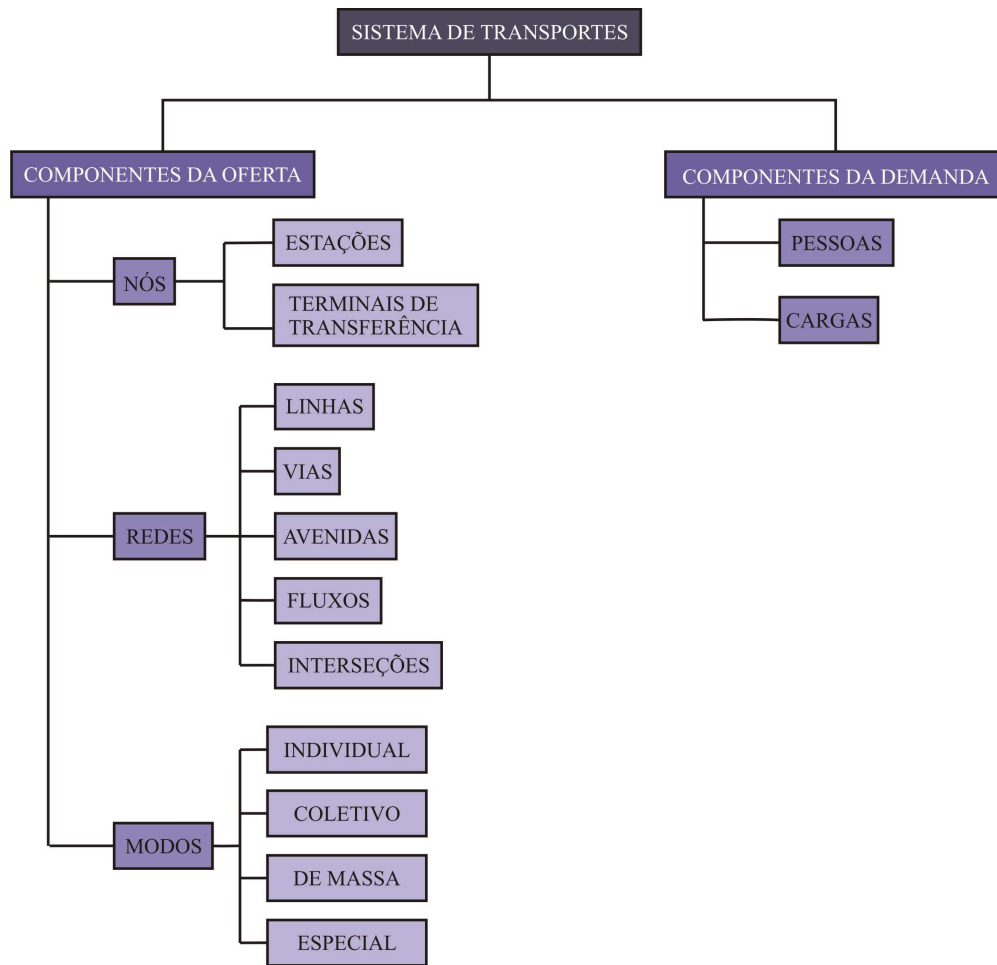 SISTEMA DE TRANSPORTES
COMPONENTES DA OFERTA
COMPONENTES DA DEMANDA
NÓS
ESTAÇÕES
TERMINAIS DE
TRANSFERÊNCIA
PESSOAS
CARGAS
REDES
LINHAS
VIAS
AVENIDAS
FLUXOS
INTERSEÇÕES
MODOS
INDIVIDUAL
COLETIVO
DE MASSA
ESPECIAL